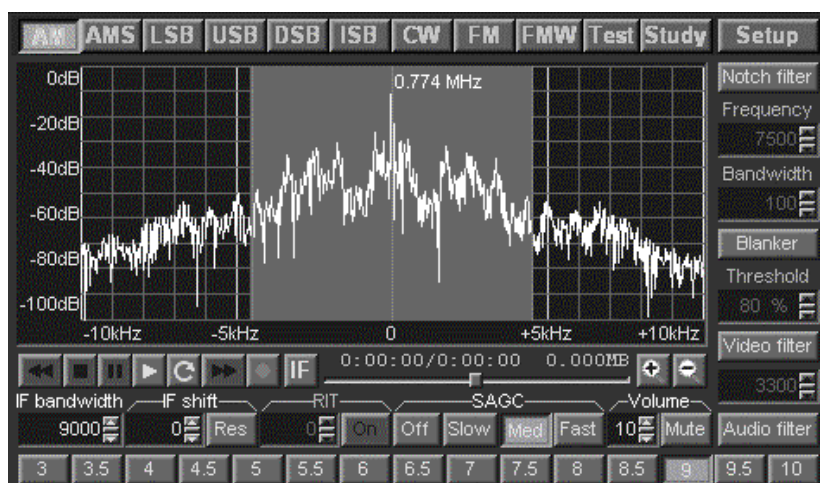 AM AMS LSB USB DSB ISB CW FM FMW Test Study Setup
0dB 0.774 MHz Notch filter
Frequency
-20dB 7500
-40dB Bandwidth
-60dB 100
Blanker
-80dB Threshold
-100dB 80 %
-10kHz -5kHz 0 +5kHz +10kHz Video filter
IF 0:00:00/0:00:00 0.000MB
3300
IF bandwidth IF shift RIT SAGC Volume
9000 0 Res 0 On Off Slow Med Fast 10 Mute Audio filter
3 3.5 4 4.5 5 5.5 6 6.5 7 7.5 8 8.5 9 9.5 10